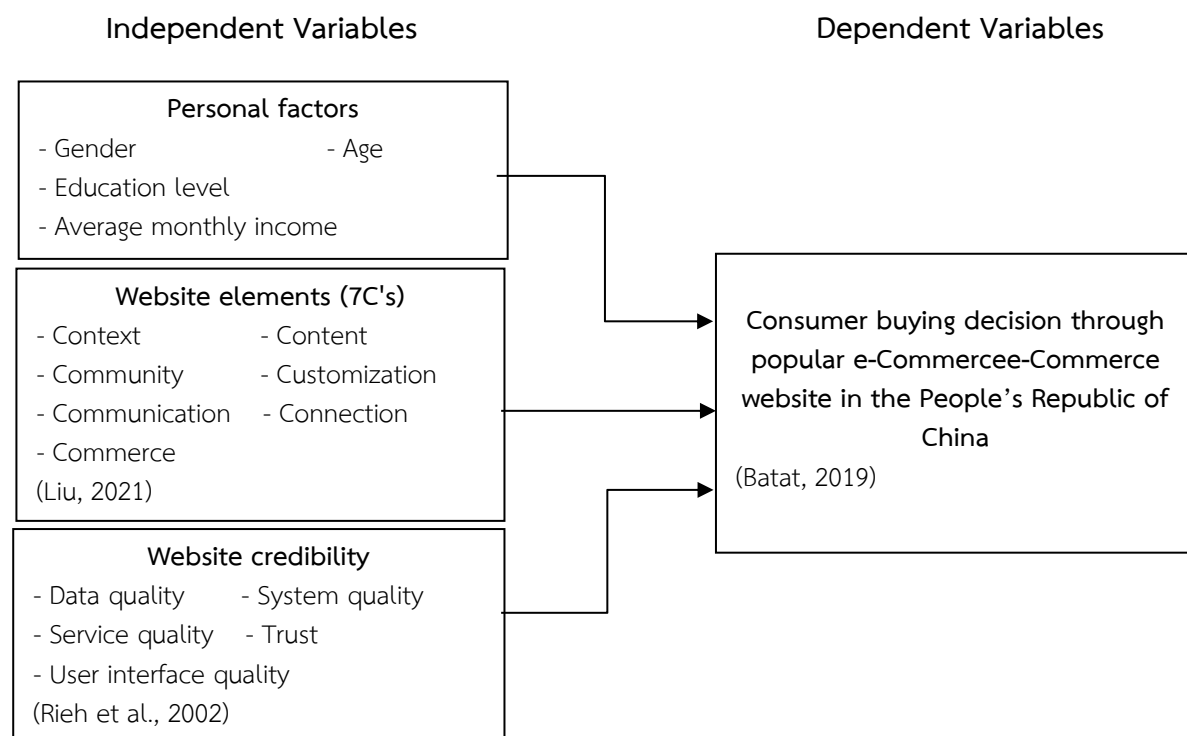 Independent Variables
Dependent Variables
Personal factors
- Gender - Age
- Education level
- Average monthly income
Website elements (7C's)
- Context - Content
- Community - Customization
- Communication - Connection
- Commerce
(Liu, 2021)
Website credibility
- Data quality - System quality
- Service quality - Trust
- User interface quality
(Rieh et al., 2002)
Consumer buying decision through
popular e-Commercee-Commerce
website in the People’s Republic of
China
(Batat, 2019)